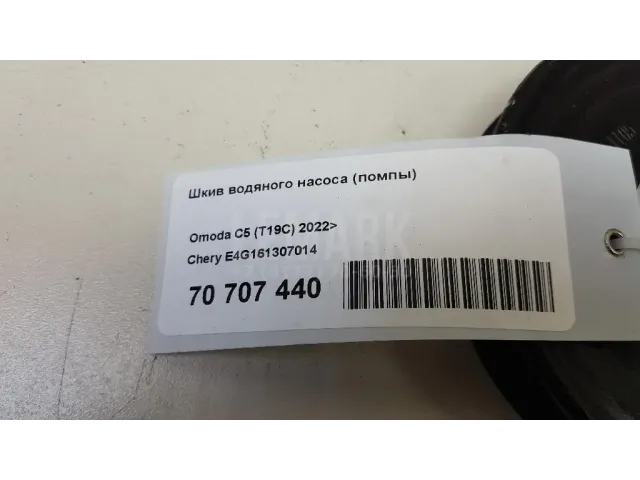 Шкив водяного насоса (помпы)
Omoda C5 (T19C) 2022>
Chery E4G161307014
70 707 440